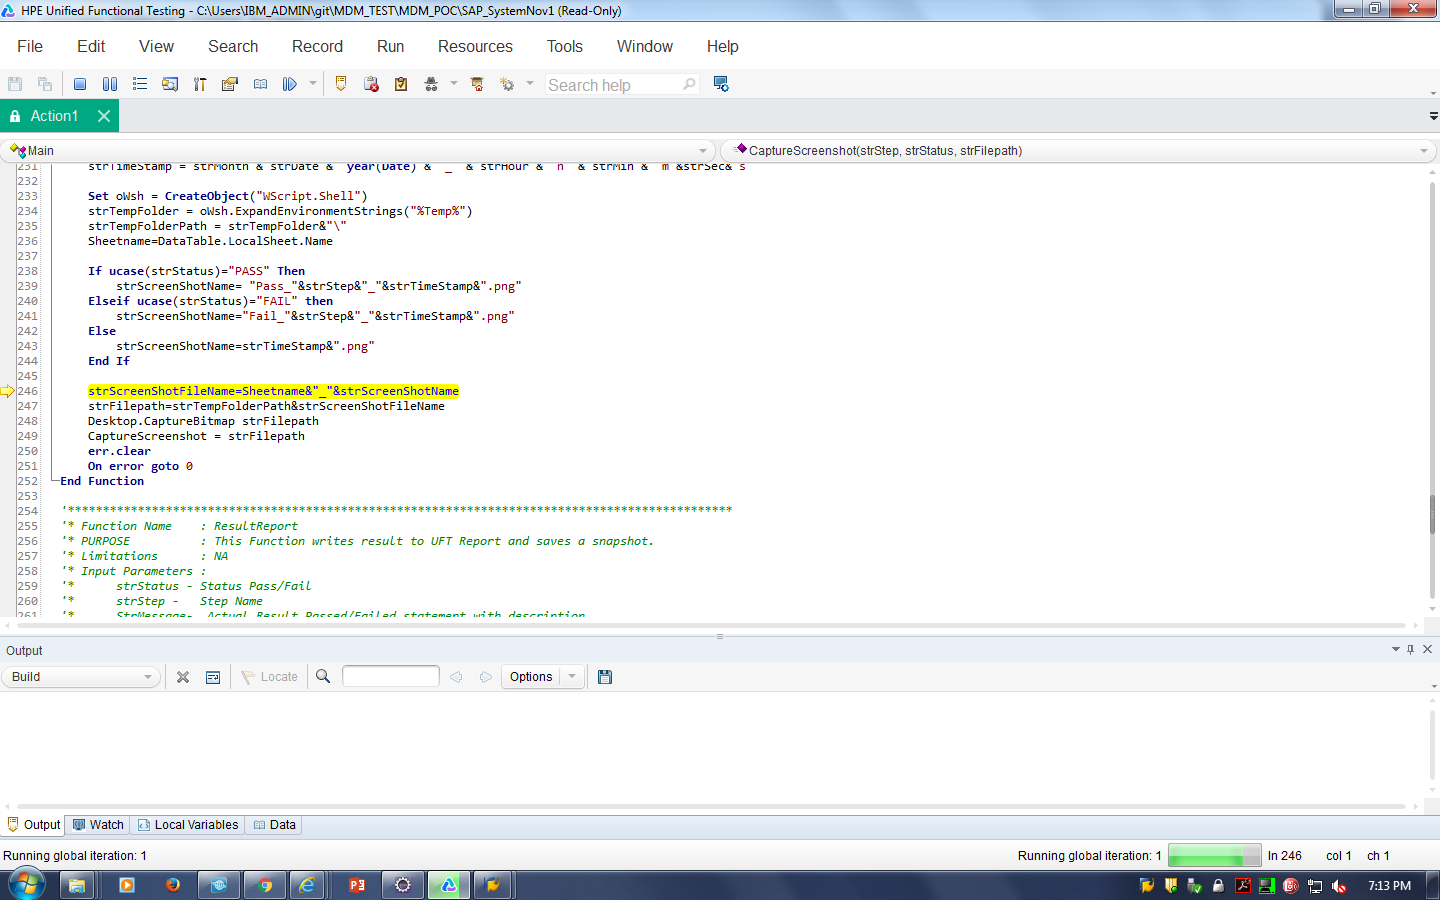 HPE Unified Functional Testing - C:\Users\IBM_ADMIN\git\MDM_TEST\MDM_POC\SAP_SystemNov1 (Read-Only)
File Edit View Search Record Run Resources Tools Window Help
Search help
Action1
Main
CaptureScreenshot(strStep, strStatus, strFilepath)
231 strTimeStamp = strMonth & strDate & year(Date) & "_" & strHour & "h" & strMin & "m"&strSec&"s"
232
233 Set oWsh = CreateObject("WScript.Shell")
234 strTempFolder = oWsh.ExpandEnvironmentStrings("%Temp%")
235 strTempFolderPath = strTempFolder&"\"
236 Sheetname=DataTable.LocalSheet.Name
237
238 If ucase(strStatus)="PASS" Then
239 strScreenShotName= "Pass_"&strStep&"_"&strTimeStamp&".png"
240 Elseif ucase(strStatus)="FAIL" then
241 strScreenShotName="Fail_"&strStep&"_"&strTimeStamp&".png"
242 Else
243 strScreenShotName=strTimeStamp&".png"
244 End If
245
246 strScreenShotFileName=Sheetname&"_"&strScreenShotName
247 strFilepath=strTempFolderPath&strScreenShotFileName
248 Desktop.CaptureBitmap strFilepath
249 CaptureScreenshot = strFilepath
250 err.clear
251 On error goto 0
252 End Function
253
254 '***********************************************************************************************
255 '* Function Name : ResultReport
256 '* PURPOSE : This Function writes result to UFT Report and saves a snapshot.
257 '* Limitations : NA
258 '* Input Parameters :
259 '* strStatus - Status Pass/Fail
260 '* strStep - Step Name
261 '* StrMessage- Actual Result Passed/Failed statement with description
Output
Build
Locate
Options
Output Watch Local Variables Data
Running global iteration: 1
Running global iteration: 1 ln 246 col 1 ch 1
7:13 PM